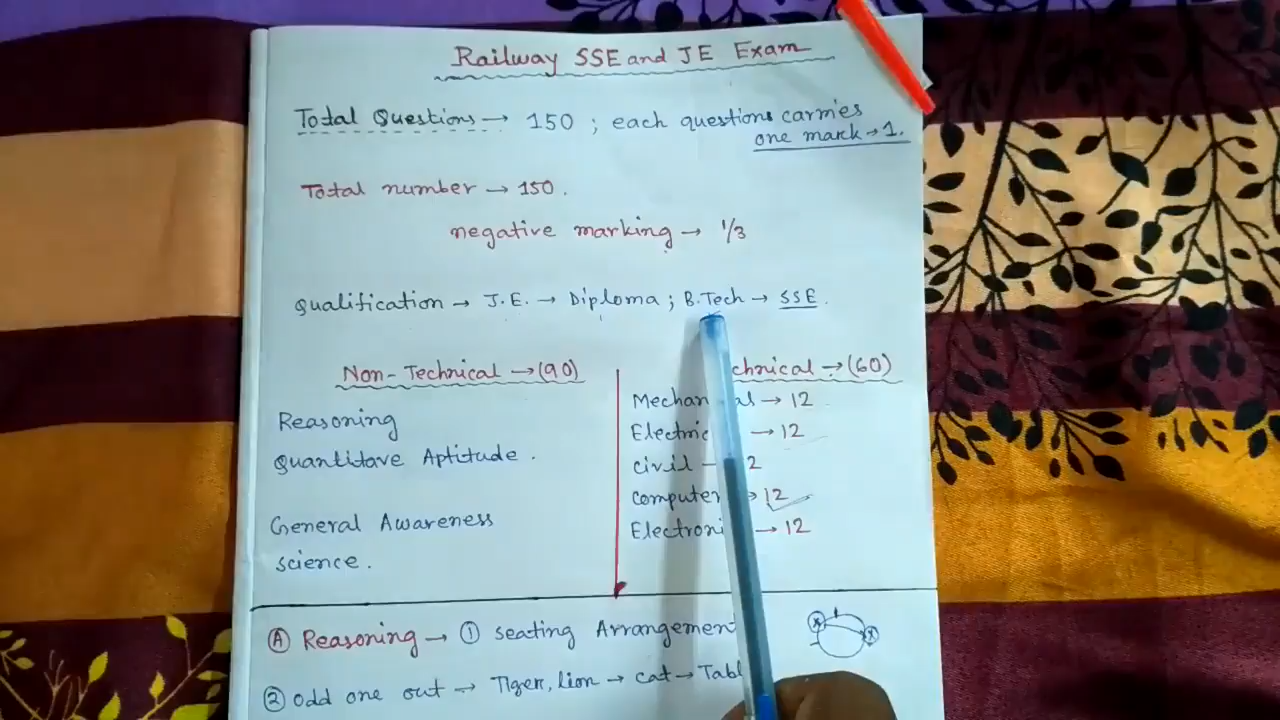 Railway SSE and JE Exam
Total Questions → 150 ; each questions carries
one mark → 1.
Total number → 150.
negative marking → 1/3
Qualification → J.E. → Diploma ; B.Tech → SSE.
Non-Technical → (90)
Reasoning
Quantitave Aptitude.
General Awareness
science.
chnical → (60)
Mechan al → 12
Electric → 12
civil - 2
computer → 12
Electroni → 12
Ⓐ Reasoning → ① Seating Arrangement
② odd one out → Tiger, lion → cat → Tabl